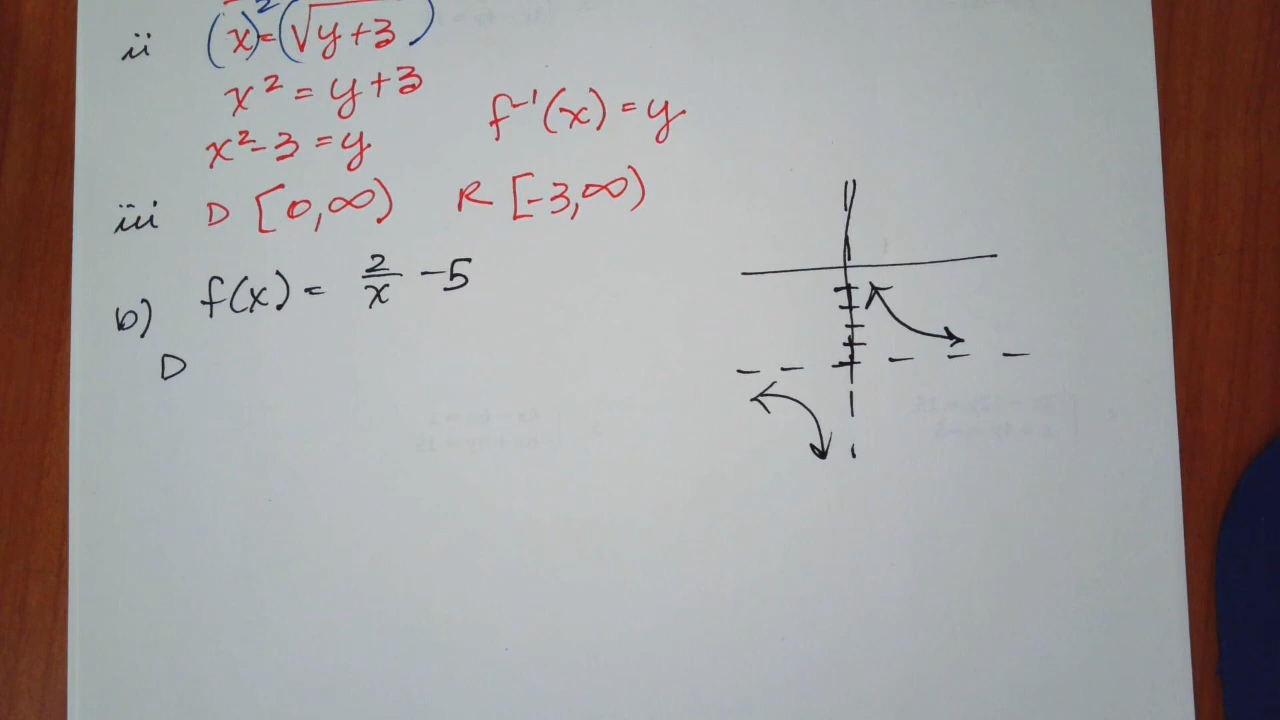 ii (x)²=(√y+3)²
x² = y+3
x²-3 = y f⁻¹(x) = y
iii D [0,∞) R [-3,∞)
b) f(x) = 2/x -5
D